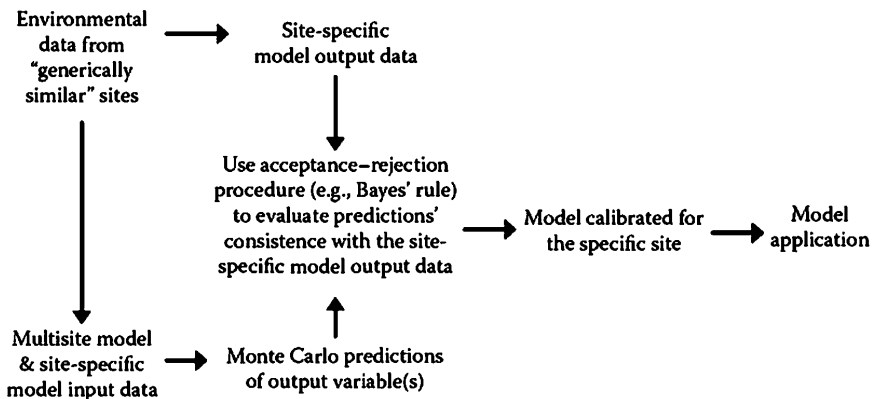 Environmental
data from
“generically
similar” sites
Site-specific
model output data
Use acceptance–rejection
procedure (e.g., Bayes’ rule)
to evaluate predictions’
consistence with the site-
specific model output data
Model calibrated for
the specific site
Model
application
Multisite model
& site-specific
model input data
Monte Carlo predictions
of output variable(s)